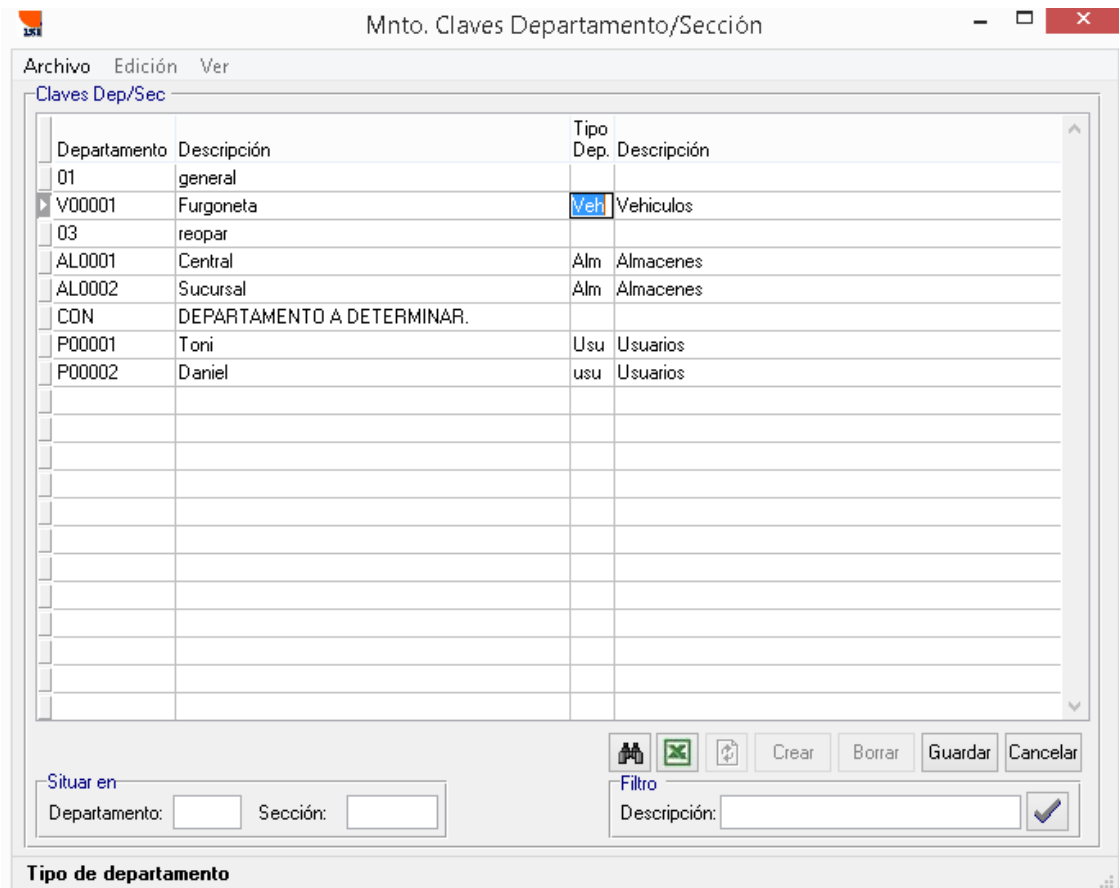 Mnto. Claves Departamento/Sección
Archivo Edición Ver
Claves Dep/Sec
Departamento Descripción Tipo Dep. Descripción
01 general
V00001 Furgoneta Veh Vehiculos
03 reopar
AL0001 Central Alm Almacenes
AL0002 Sucursal Alm Almacenes
CON DEPARTAMENTO A DETERMINAR.
P00001 Toni Usu Usuarios
P00002 Daniel usu Usuarios
Crear Borrar Guardar Cancelar
Situar en
Departamento: Sección:
Filtro
Descripción:
Tipo de departamento